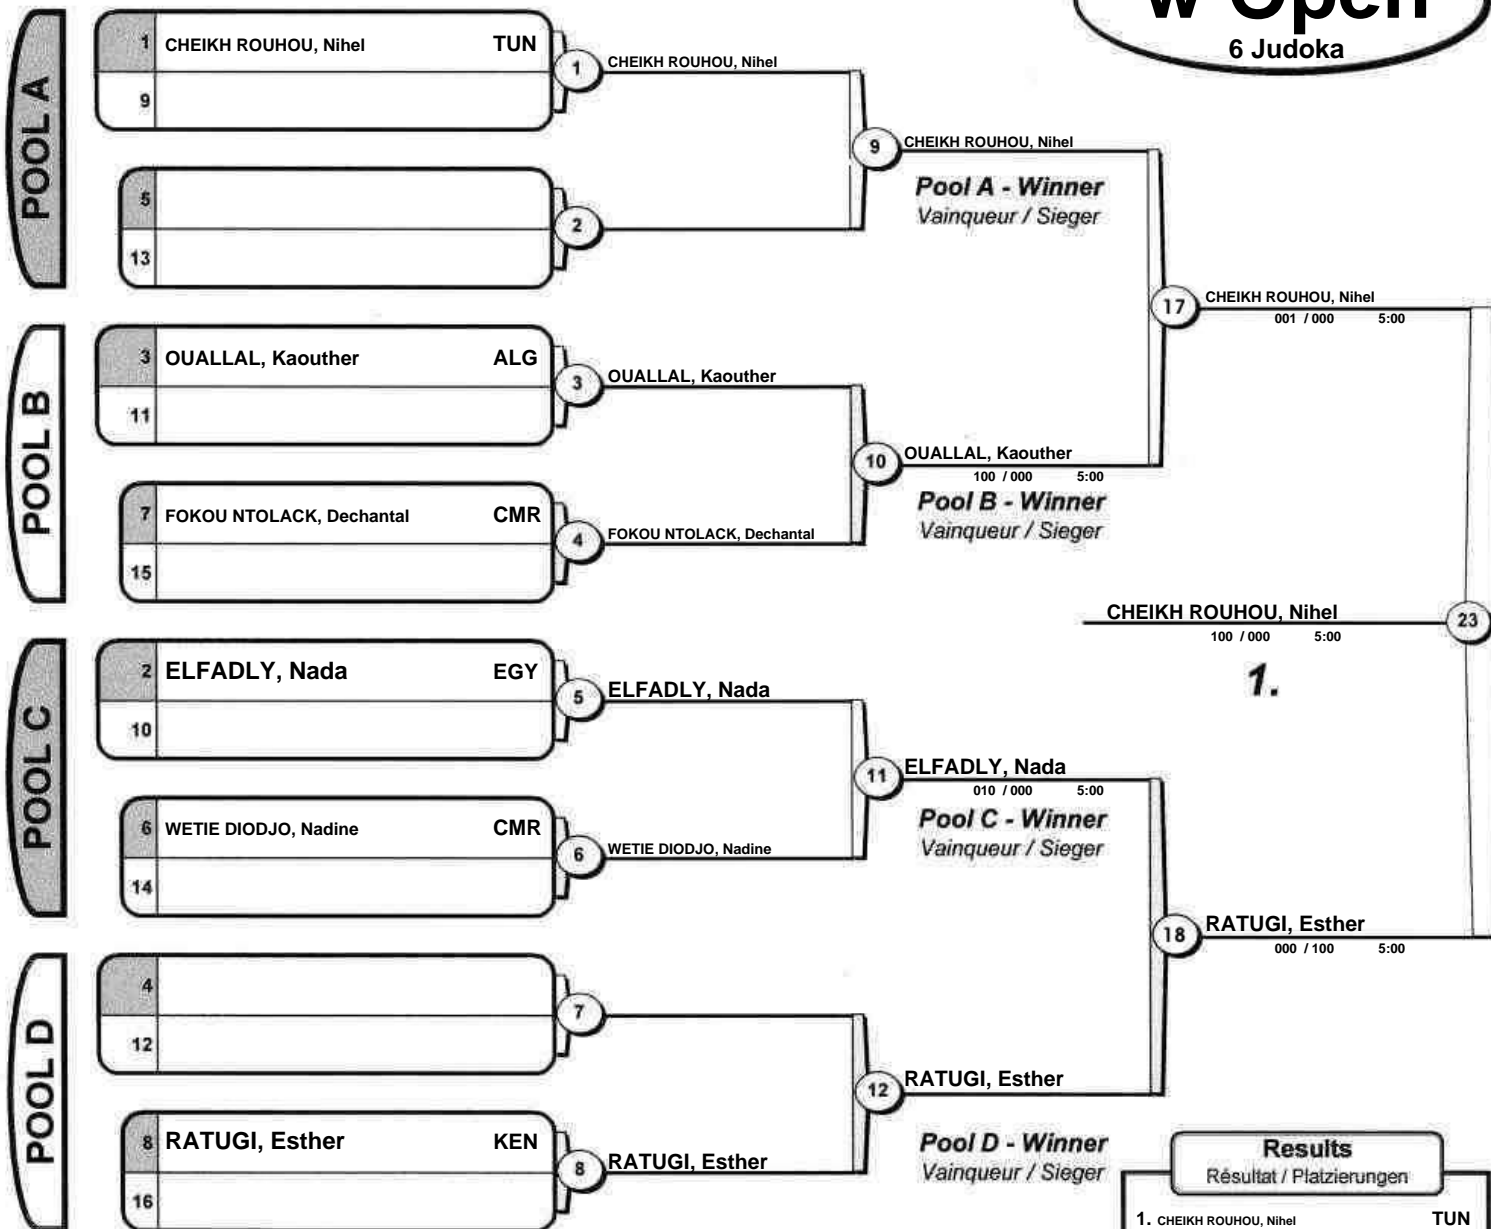 W Open
6 Judoka
POOL A
1 CHEIKH ROUHOU, Nihel TUN
9
1 CHEIKH ROUHOU, Nihel
5
13
2
9 CHEIKH ROUHOU, Nihel
Pool A - Winner
Vainqueur / Sieger
POOL B
3 OUALLAL, Kaouther ALG
11
3 OUALLAL, Kaouther
7 FOKOU NTOLACK, Dechantal CMR
15
4 FOKOU NTOLACK, Dechantal
10 OUALLAL, Kaouther
100 / 000 5:00
Pool B - Winner
Vainqueur / Sieger
17 CHEIKH ROUHOU, Nihel
001 / 000 5:00
CHEIKH ROUHOU, Nihel 23
100 / 000 5:00
1.
POOL C
2 ELFADLY, Nada EGY
10
5 ELFADLY, Nada
6 WETIE DIODJO, Nadine CMR
14
6 WETIE DIODJO, Nadine
11 ELFADLY, Nada
010 / 000 5:00
Pool C - Winner
Vainqueur / Sieger
POOL D
4
12
7
8 RATUGI, Esther KEN
16
8 RATUGI, Esther
12 RATUGI, Esther
Pool D - Winner
Vainqueur / Sieger
18 RATUGI, Esther
000 / 100 5:00
Results
Résultat / Platzierungen
1. CHEIKH ROUHOU, Nihel TUN